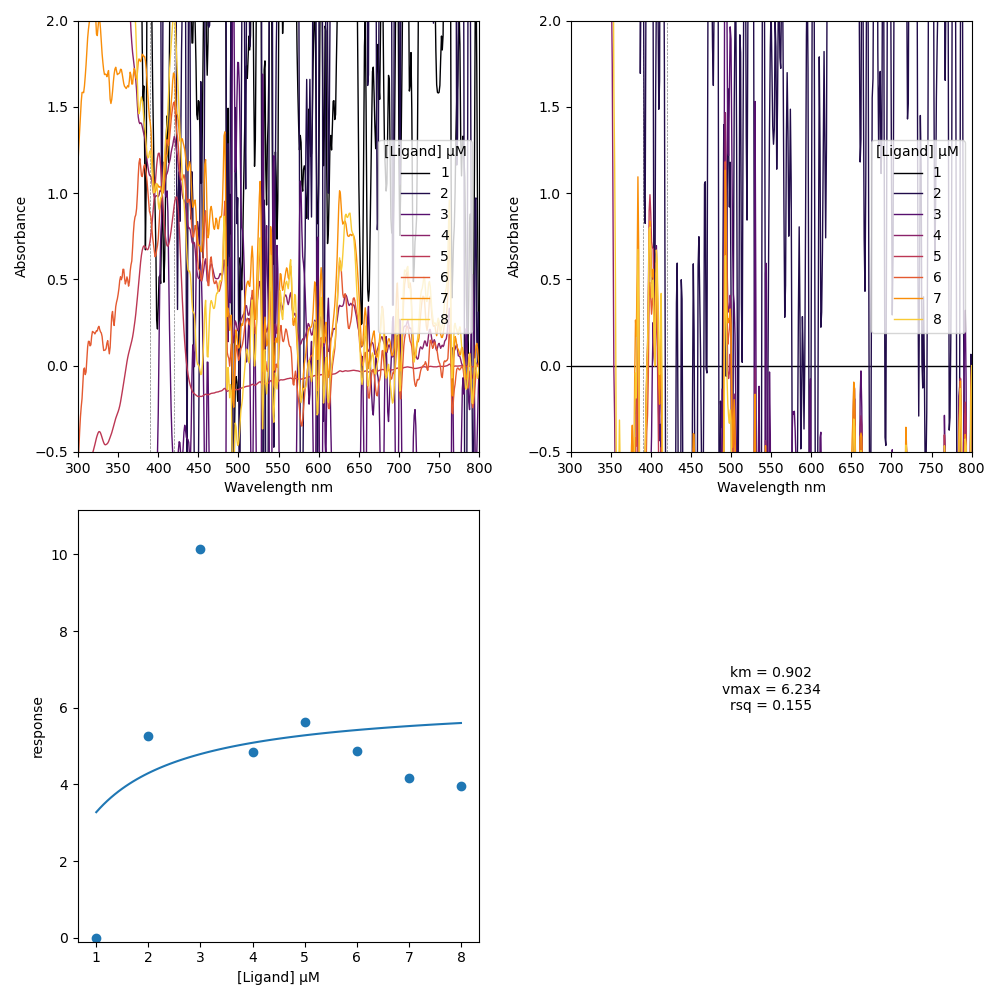 2.0
1.5
1.0
0.5
0.0
−0.5
Absorbance
300 350 400 450 500 550 600 650 700 750 800
Wavelength nm
[Ligand] µM
1
2
3
4
5
6
7
8
2.0
1.5
1.0
0.5
0.0
−0.5
Absorbance
300 350 400 450 500 550 600 650 700 750 800
Wavelength nm
[Ligand] µM
1
2
3
4
5
6
7
8
10
8
6
4
2
0
response
1 2 3 4 5 6 7 8
[Ligand] µM
km = 0.902
vmax = 6.234
rsq = 0.155